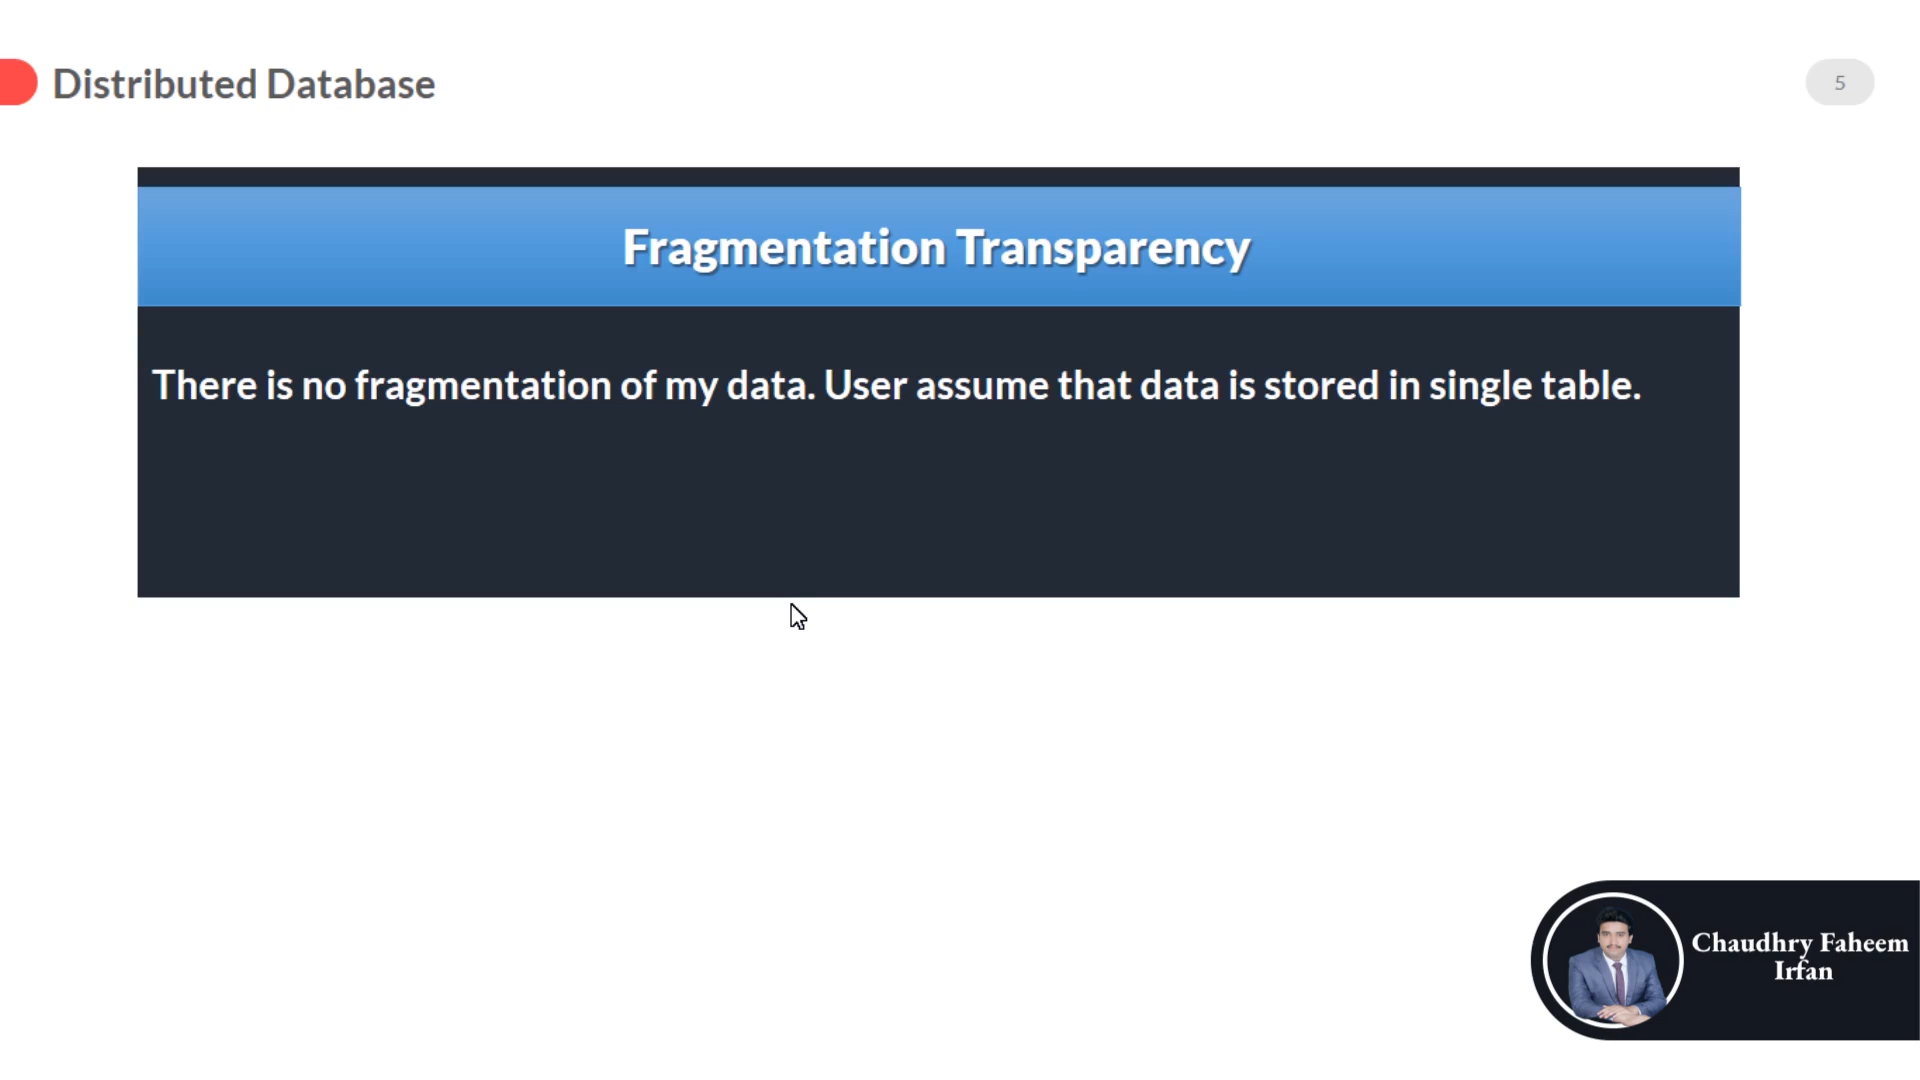 Distributed Database
5
Fragmentation Transparency
There is no fragmentation of my data. User assume that data is stored in single table.
Chaudhry Faheem
Irfan